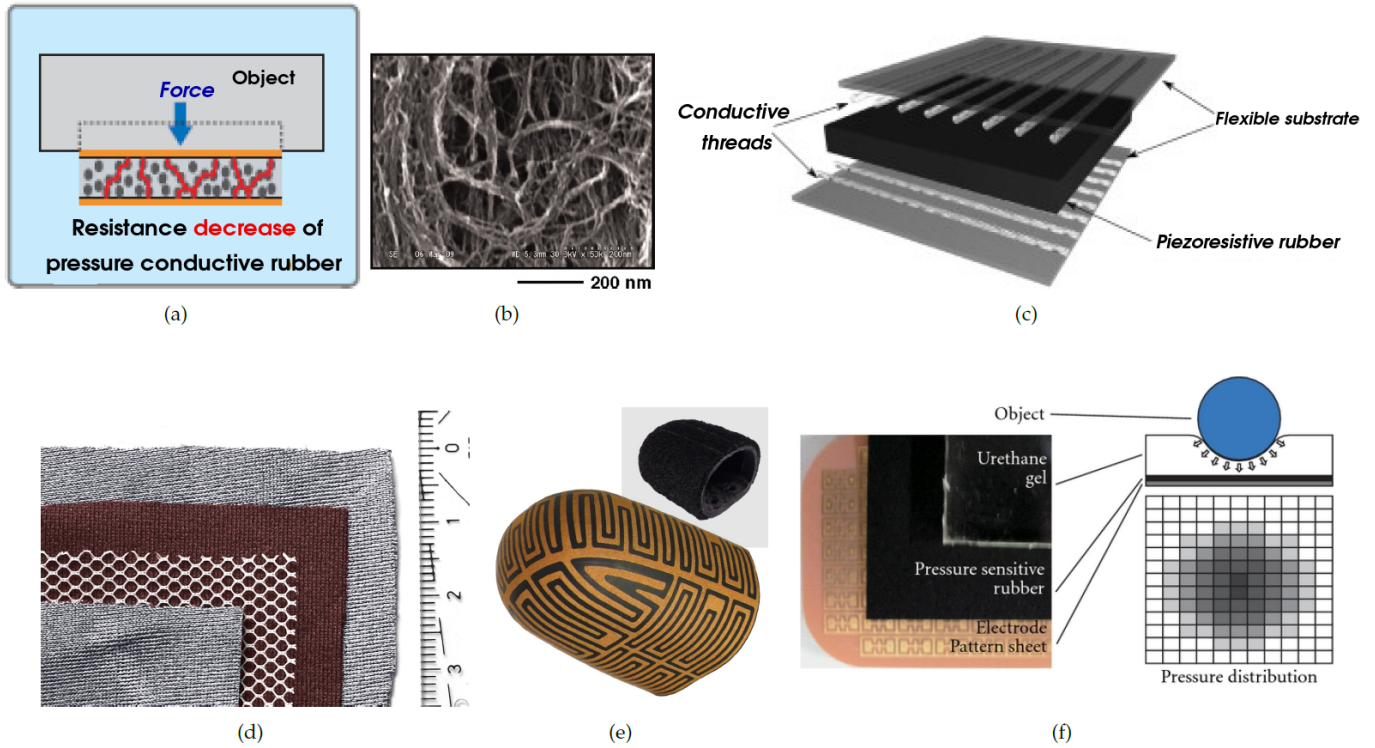 Object
Force
Resistance decrease of
pressure conductive rubber
(a)
200 nm
(b)
Conductive
threads
Flexible substrate
Piezoresistive rubber
(c)
0
1
2
3
(d)
(e)
Object
Urethane
gel
Pressure sensitive
rubber
Electrode
Pattern sheet
Pressure distribution
(f)